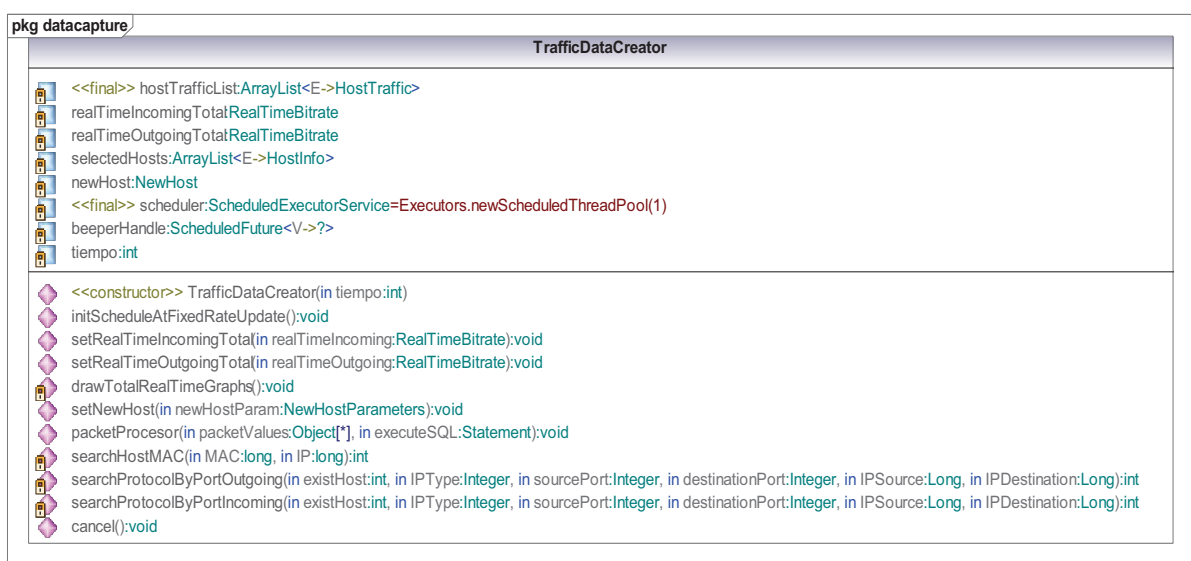 pkg datacapture
TrafficDataCreator
<<final>> hostTrafficList:ArrayList<E->HostTraffic>
realTimeIncomingTotal:RealTimeBitrate
realTimeOutgoingTotal:RealTimeBitrate
selectedHosts:ArrayList<E->HostInfo>
newHost:NewHost
<<final>> scheduler:ScheduledExecutorService=Executors.newScheduledThreadPool(1)
beeperHandle:ScheduledFuture<V->?>
tiempo:int
<<constructor>> TrafficDataCreator(in tiempo:int)
initScheduleAtFixedRateUpdate():void
setRealTimeIncomingTotal(in realTimeIncoming:RealTimeBitrate):void
setRealTimeOutgoingTotal(in realTimeOutgoing:RealTimeBitrate):void
drawTotalRealTimeGraphs():void
setNewHost(in newHostParam:NewHostParameters):void
packetProcesor(in packetValues:Object[*], in executeSQL:Statement):void
searchHostMAC(in MAC:long, in IP:long):int
searchProtocolByPortOutgoing(in existHost:int, in IPType:Integer, in sourcePort:Integer, in destinationPort:Integer, in IPSource:Long, in IPDestination:Long):int
searchProtocolByPortIncoming(in existHost:int, in IPType:Integer, in sourcePort:Integer, in destinationPort:Integer, in IPSource:Long, in IPDestination:Long):int
cancel():void